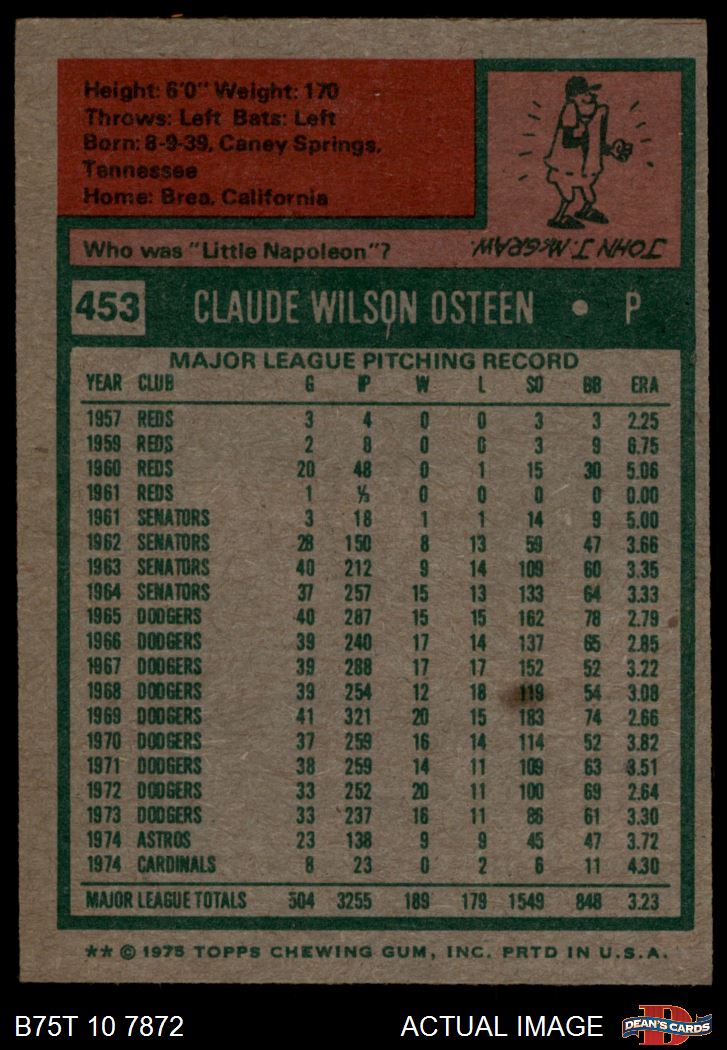 Height: 6'0" Weight: 170
Throws: Left Bats: Left
Born: 8-9-39, Caney Springs,
Tennessee
Home: Brea, California
Who was "Little Napoleon"?
JOHN J. McGRAW.
453 CLAUDE WILSON OSTEEN • P
MAJOR LEAGUE PITCHING RECORD
YEAR CLUB G IP W L SO BB ERA
1957 REDS 3 4 0 0 3 3 2.25
1959 REDS 2 8 0 0 3 9 6.75
1960 REDS 20 48 0 1 15 30 5.06
1961 REDS 1 ⅓ 0 0 0 0 0.00
1961 SENATORS 3 18 1 1 14 9 5.00
1962 SENATORS 28 150 8 13 59 47 3.66
1963 SENATORS 40 212 9 14 109 60 3.35
1964 SENATORS 37 257 15 13 133 64 3.33
1965 DODGERS 40 287 15 15 162 78 2.79
1966 DODGERS 39 240 17 14 137 65 2.85
1967 DODGERS 39 288 17 17 152 52 3.22
1968 DODGERS 39 254 12 18 119 54 3.08
1969 DODGERS 41 321 20 15 183 74 2.66
1970 DODGERS 37 259 16 14 114 52 3.82
1971 DODGERS 38 259 14 11 109 63 3.51
1972 DODGERS 33 252 20 11 100 69 2.64
1973 DODGERS 33 237 16 11 86 61 3.30
1974 ASTROS 23 138 9 9 45 47 3.72
1974 CARDINALS 8 23 0 2 6 11 4.30
MAJOR LEAGUE TOTALS 504 3255 189 179 1549 848 3.23
** © 1975 TOPPS CHEWING GUM, INC. PRTD IN U.S.A.
B75T 10 7872 ACTUAL IMAGE DEAN'S CARDS